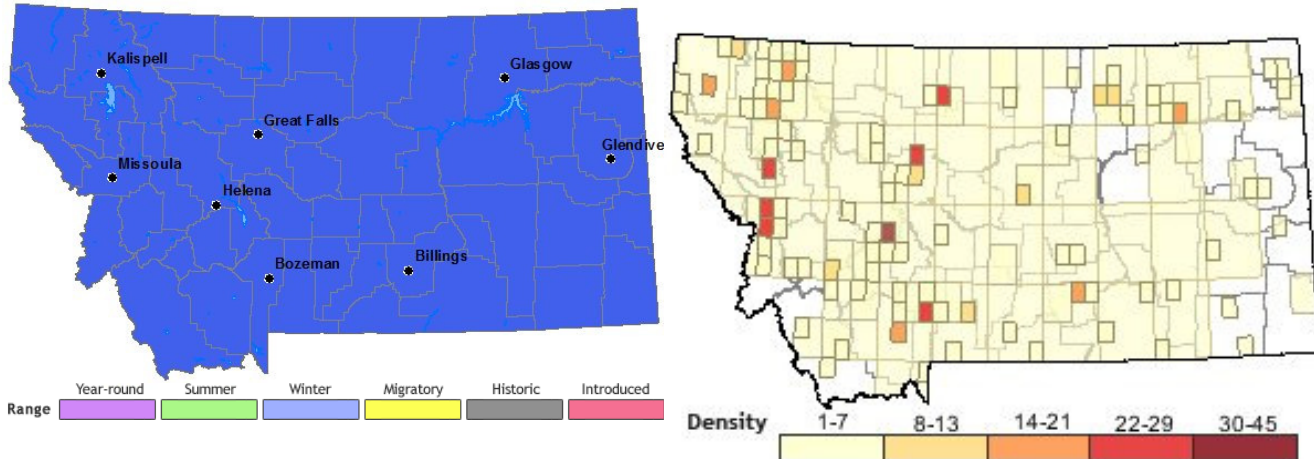 Kalispell
Glasgow
Great Falls
Glendive
Missoula
Helena
Bozeman
Billings
Range Year-round Summer Winter Migratory Historic Introduced
Density 1-7 8-13 14-21 22-29 30-45